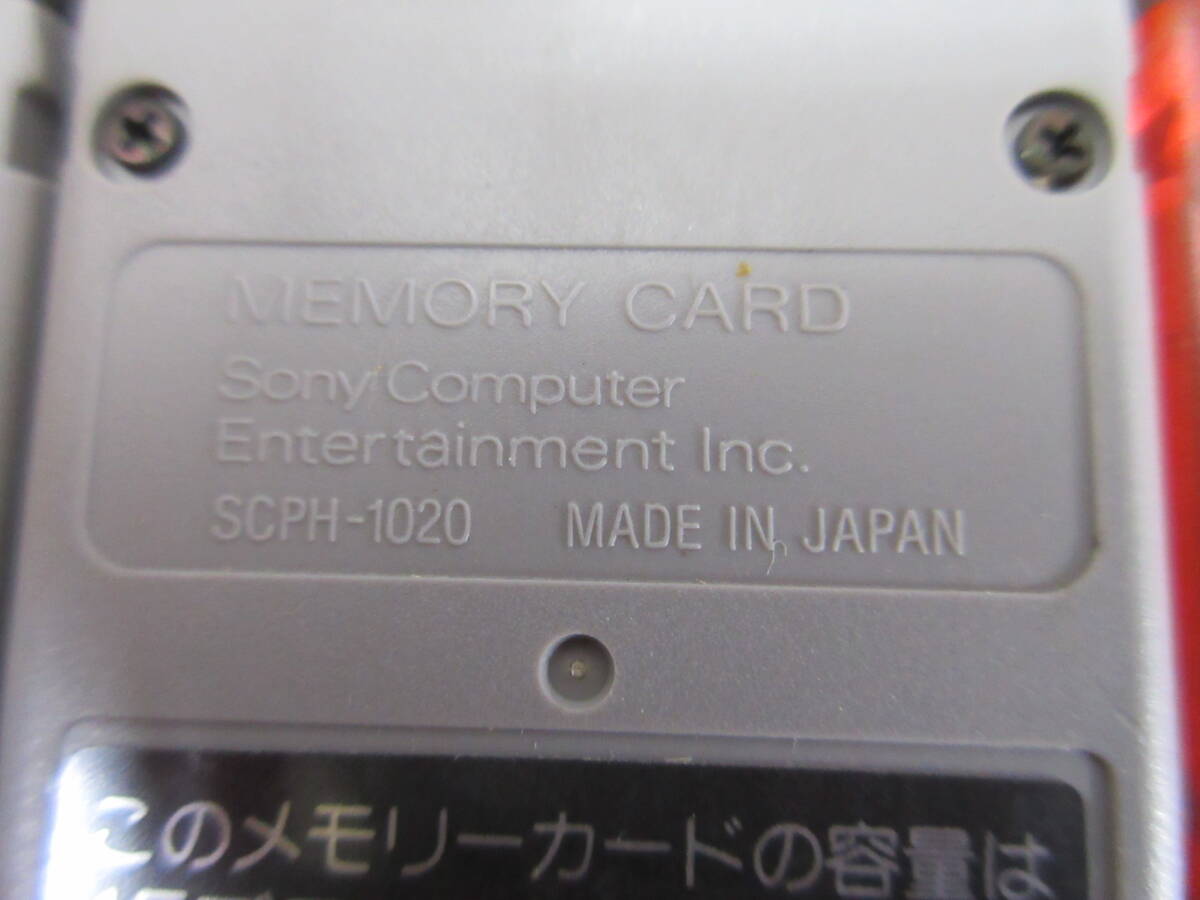 MEMORY CARD
Sony Computer
Entertainment Inc.
SCPH-1020 MADE IN JAPAN
このメモリーカードの容量は